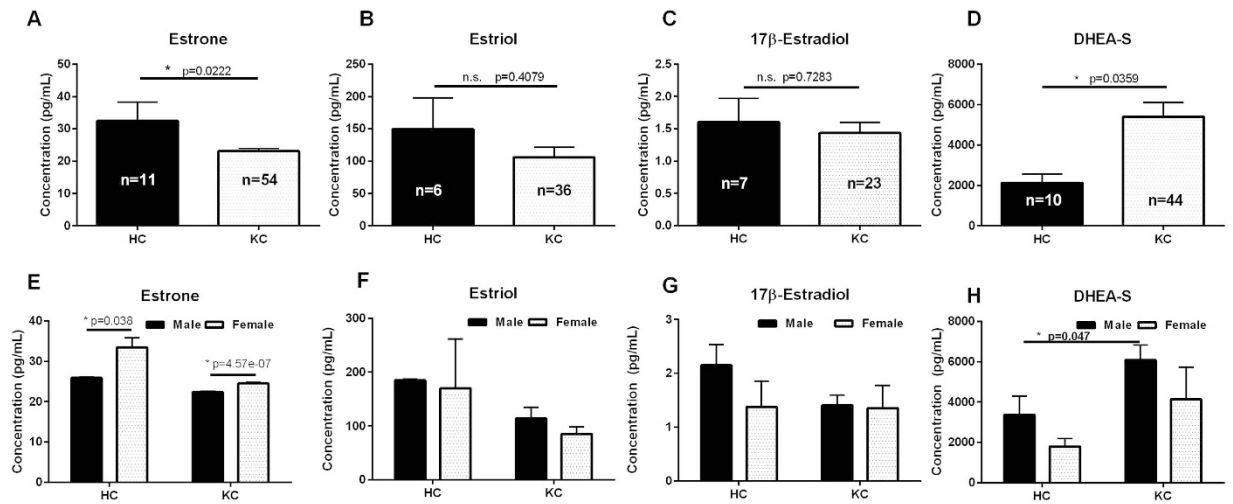 A
Estrone
Concentration (pg/mL)
50
40
30
20
10
0
* p=0.0222
n=11
n=54
HC
KC
B
Estriol
Concentration (pg/mL)
250
200
150
100
50
0
n.s. p=0.4079
n=6
n=36
HC
KC
C
17β-Estradiol
Concentration (pg/mL)
2.5
2.0
1.5
1.0
0.5
0.0
n.s. p=0.7283
n=7
n=23
HC
KC
D
DHEA-S
Concentration (pg/mL)
8000
6000
4000
2000
0
* p=0.0359
n=10
n=44
HC
KC
E
Estrone
Concentration (pg/mL)
40
30
20
10
0
Male Female
* p=0.038
* p=4.57e-07
HC
KC
F
Estriol
Concentration (pg/mL)
300
200
100
0
Male Female
HC
KC
G
17β-Estradiol
Concentration (pg/mL)
3
2
1
0
Male Female
HC
KC
H
DHEA-S
Concentration (pg/mL)
8000
6000
4000
2000
0
Male Female
* p=0.047
HC
KC